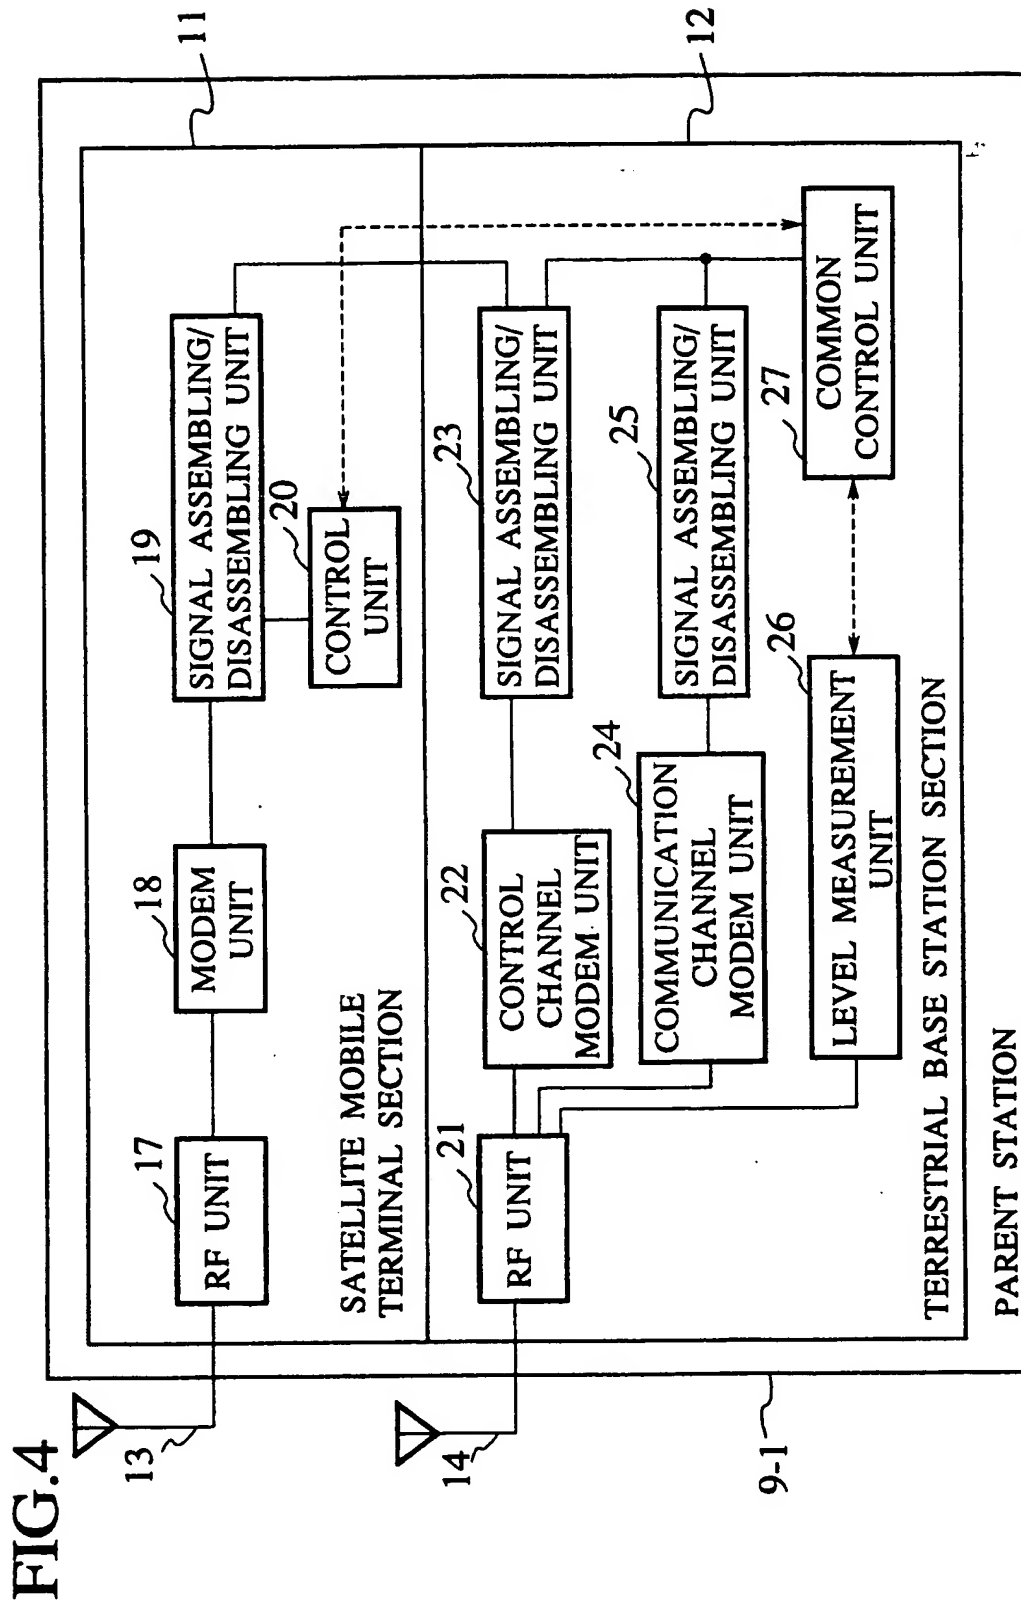 FIG.4
13
17
RF UNIT
18
MODEM
UNIT
19
SIGNAL ASSEMBLING/
DISASSEMBLING UNIT
20
CONTROL
UNIT
11
SATELLITE MOBILE
TERMINAL SECTION
14
21
RF UNIT
22
CONTROL
CHANNEL
MODEM UNIT
23
SIGNAL ASSEMBLING/
DISASSEMBLING UNIT
24
COMMUNICATION
CHANNEL
MODEM UNIT
25
SIGNAL ASSEMBLING/
DISASSEMBLING UNIT
26
LEVEL MEASUREMENT
UNIT
27
COMMON
CONTROL UNIT
12
TERRESTRIAL BASE STATION SECTION
9-1
PARENT STATION